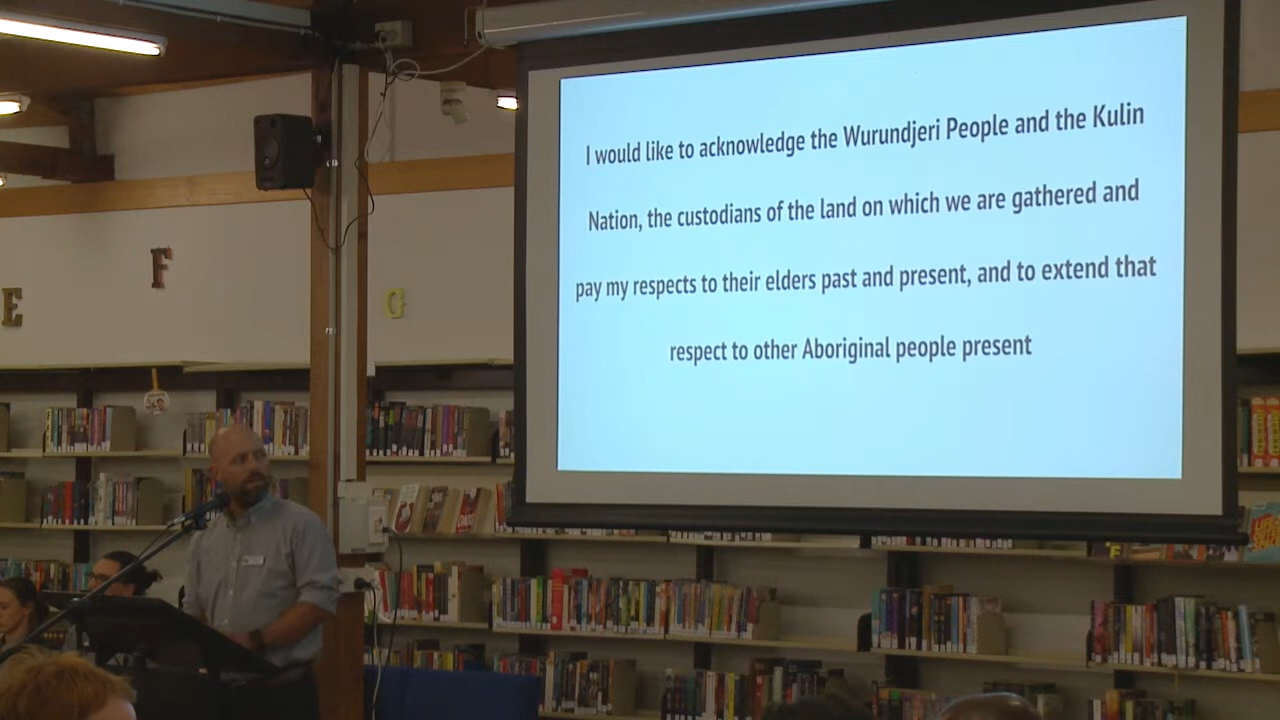 I would like to acknowledge the Wurundjeri People and the Kulin
Nation, the custodians of the land on which we are gathered and
pay my respects to their elders past and present, and to extend that
respect to other Aboriginal people present
F
E
G